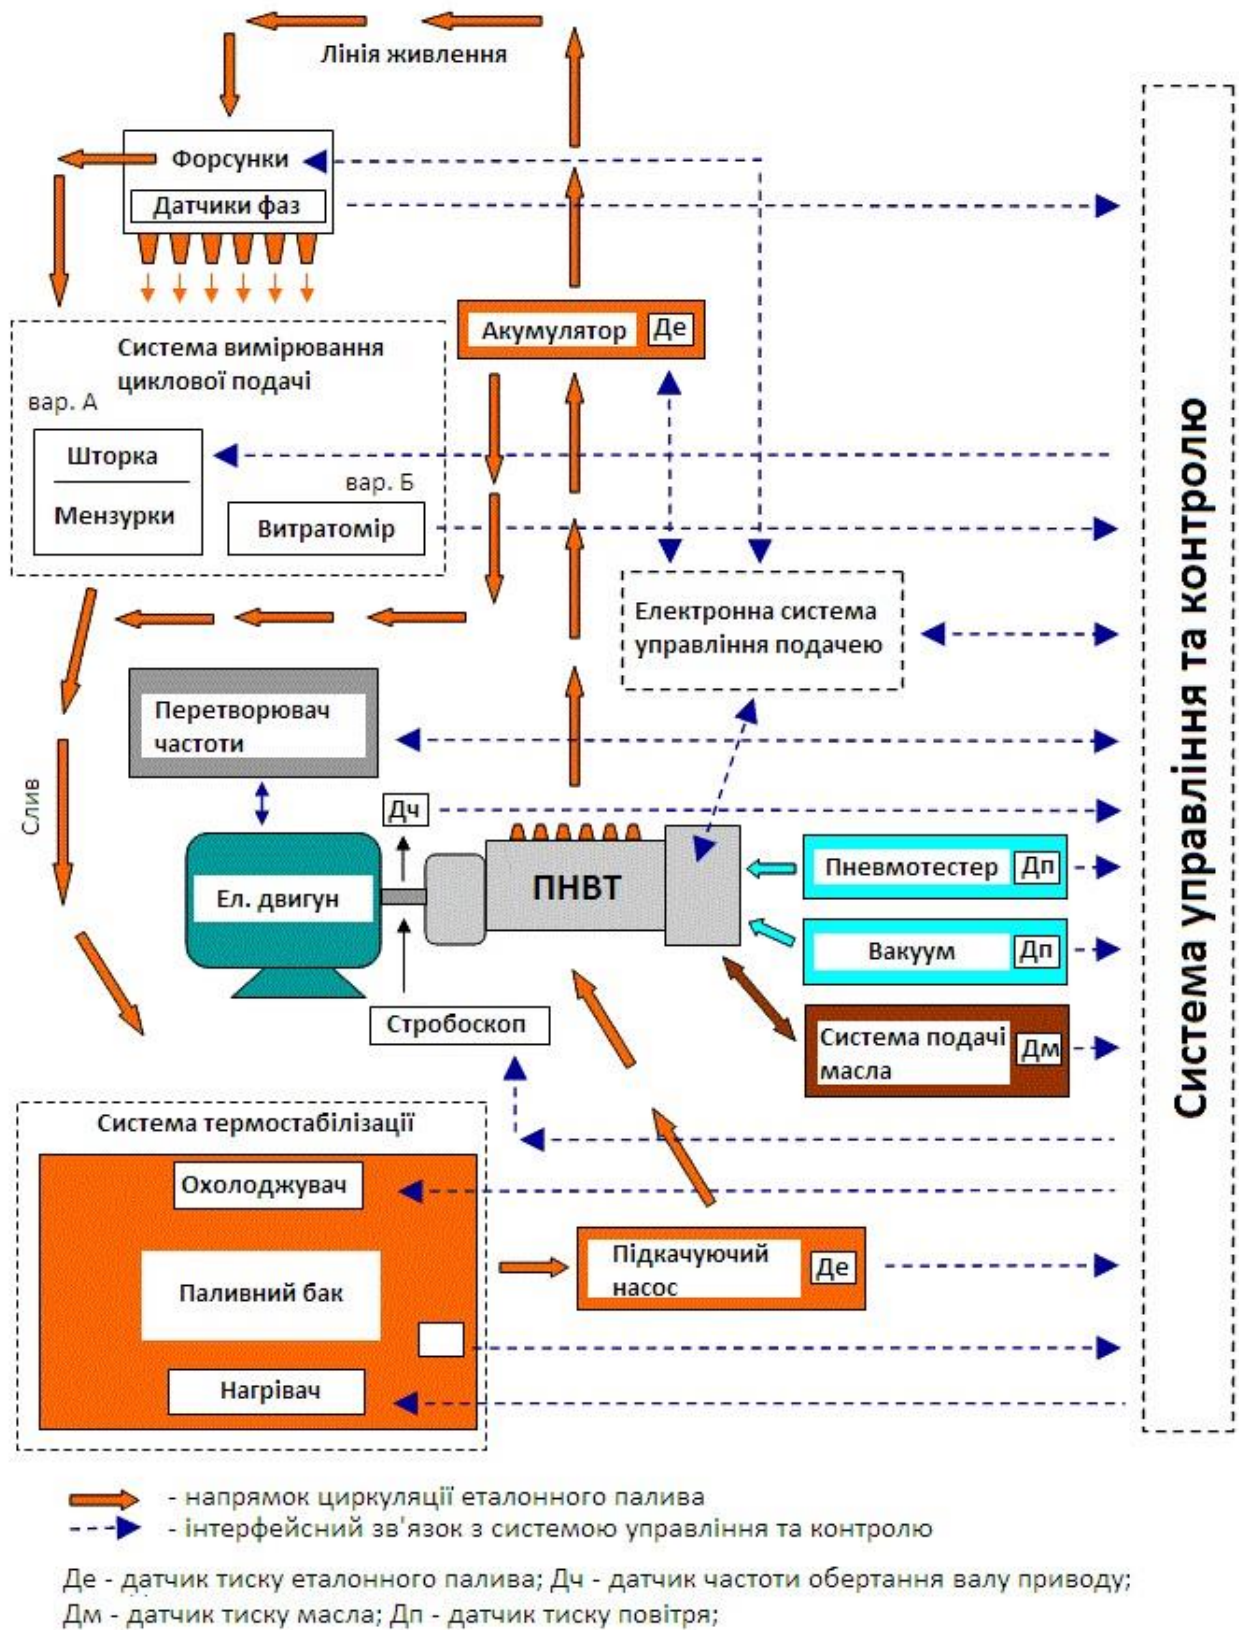 Лінія живлення
Форсунки
Датчики фаз
Система вимірювання
циклової подачі
вар. А
Шторка
Мензурки
вар. Б
Витратомір
Акумулятор
Де
Електронна система
управління подачею
Перетворювач
частоти
Слив
Дч
Ел. двигун
ПНВТ
Пневмотестер
Дп
Вакуум
Дп
Стробоскоп
Система подачі
масла
Дм
Система термостабілізації
Охолоджувач
Паливний бак
Нагрівач
Підкачуючий
насос
Де
Система управління та контролю
- напрямок циркуляції еталонного палива
- інтерфейсний зв'язок з системою управління та контролю
Де - датчик тиску еталонного палива; Дч - датчик частоти обертання валу приводу;
Дм - датчик тиску масла; Дп - датчик тиску повітря;